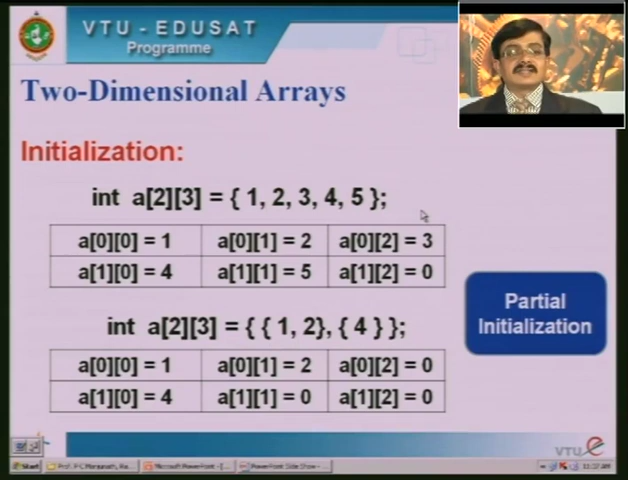 VTU - EDUSAT
Programme
Two-Dimensional Arrays
Initialization:
int a[2][3] = { 1, 2, 3, 4, 5 };
a[0][0] = 1 a[0][1] = 2 a[0][2] = 3
a[1][0] = 4 a[1][1] = 5 a[1][2] = 0
Partial
Initialization
int a[2][3] = { { 1, 2}, { 4 } };
a[0][0] = 1 a[0][1] = 2 a[0][2] = 0
a[1][0] = 4 a[1][1] = 0 a[1][2] = 0
VTU e
Start